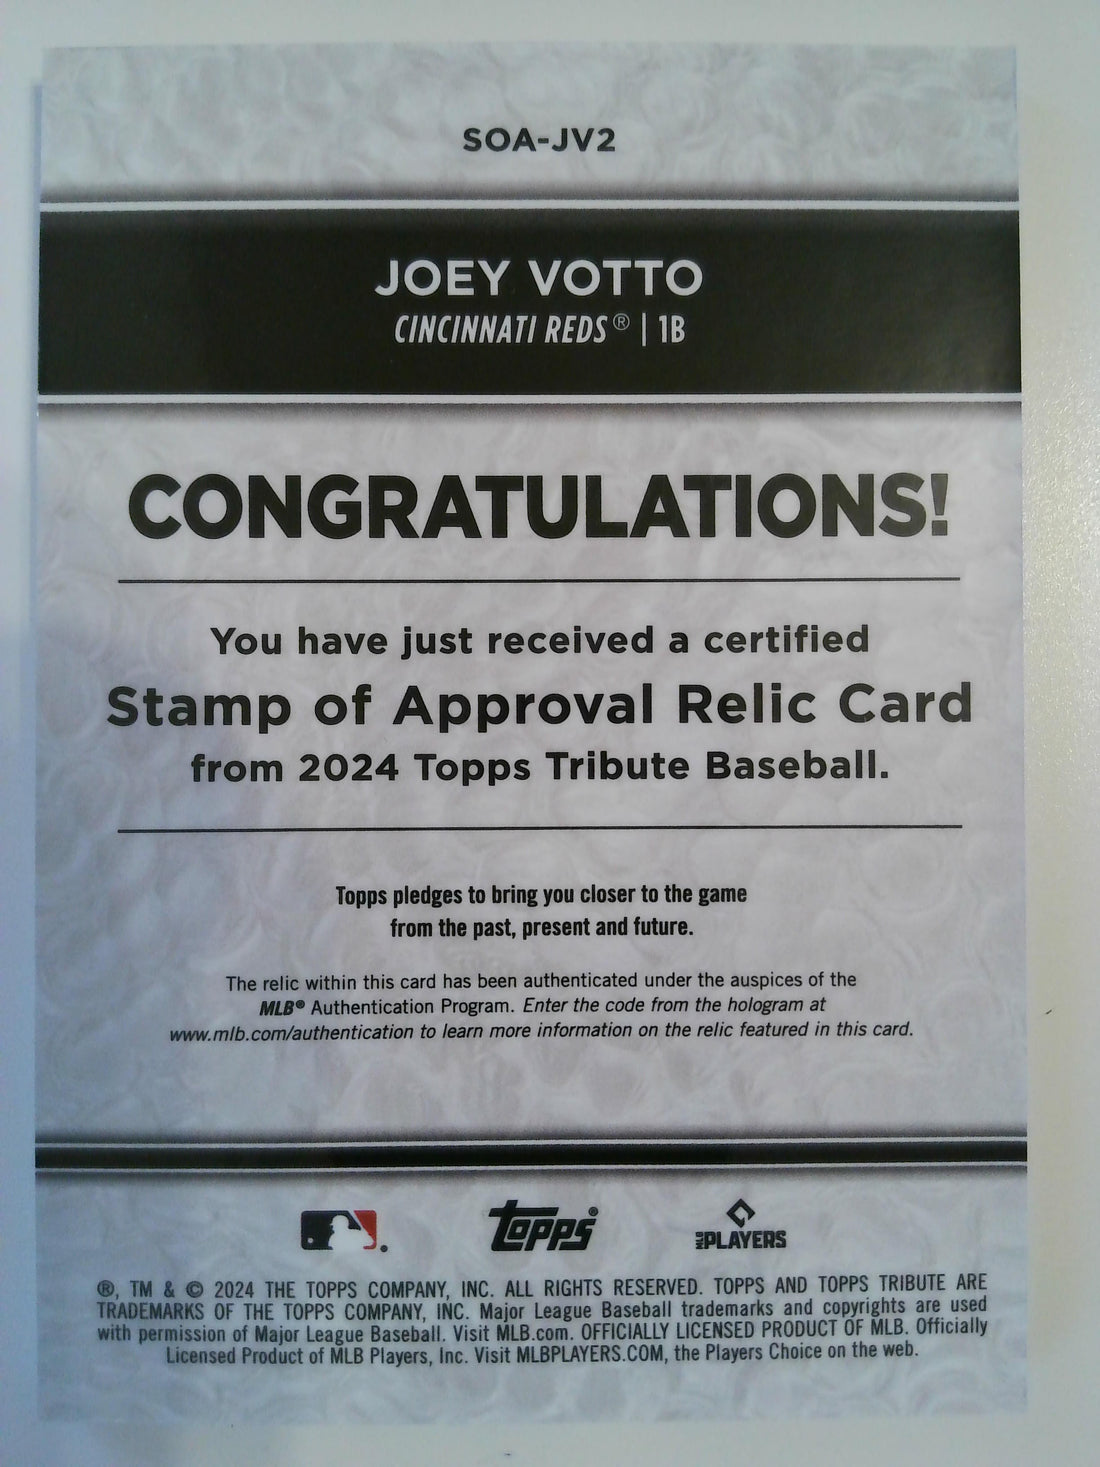 SOA-JV2
JOEY VOTTO
CINCINNATI REDS® | 1B
CONGRATULATIONS!
You have just received a certified
Stamp of Approval Relic Card
from 2024 Topps Tribute Baseball.
Topps pledges to bring you closer to the game
from the past, present and future.
The relic within this card has been authenticated under the auspices of the
MLB® Authentication Program. Enter the code from the hologram at
www.mlb.com/authentication to learn more information on the relic featured in this card.
topps®
MLB PLAYERS
®, TM & © 2024 THE TOPPS COMPANY, INC. ALL RIGHTS RESERVED. TOPPS AND TOPPS TRIBUTE ARE
TRADEMARKS OF THE TOPPS COMPANY, INC. Major League Baseball trademarks and copyrights are used
with permission of Major League Baseball. Visit MLB.com. OFFICIALLY LICENSED PRODUCT OF MLB. Officially
Licensed Product of MLB Players, Inc. Visit MLBPLAYERS.COM, the Players Choice on the web.